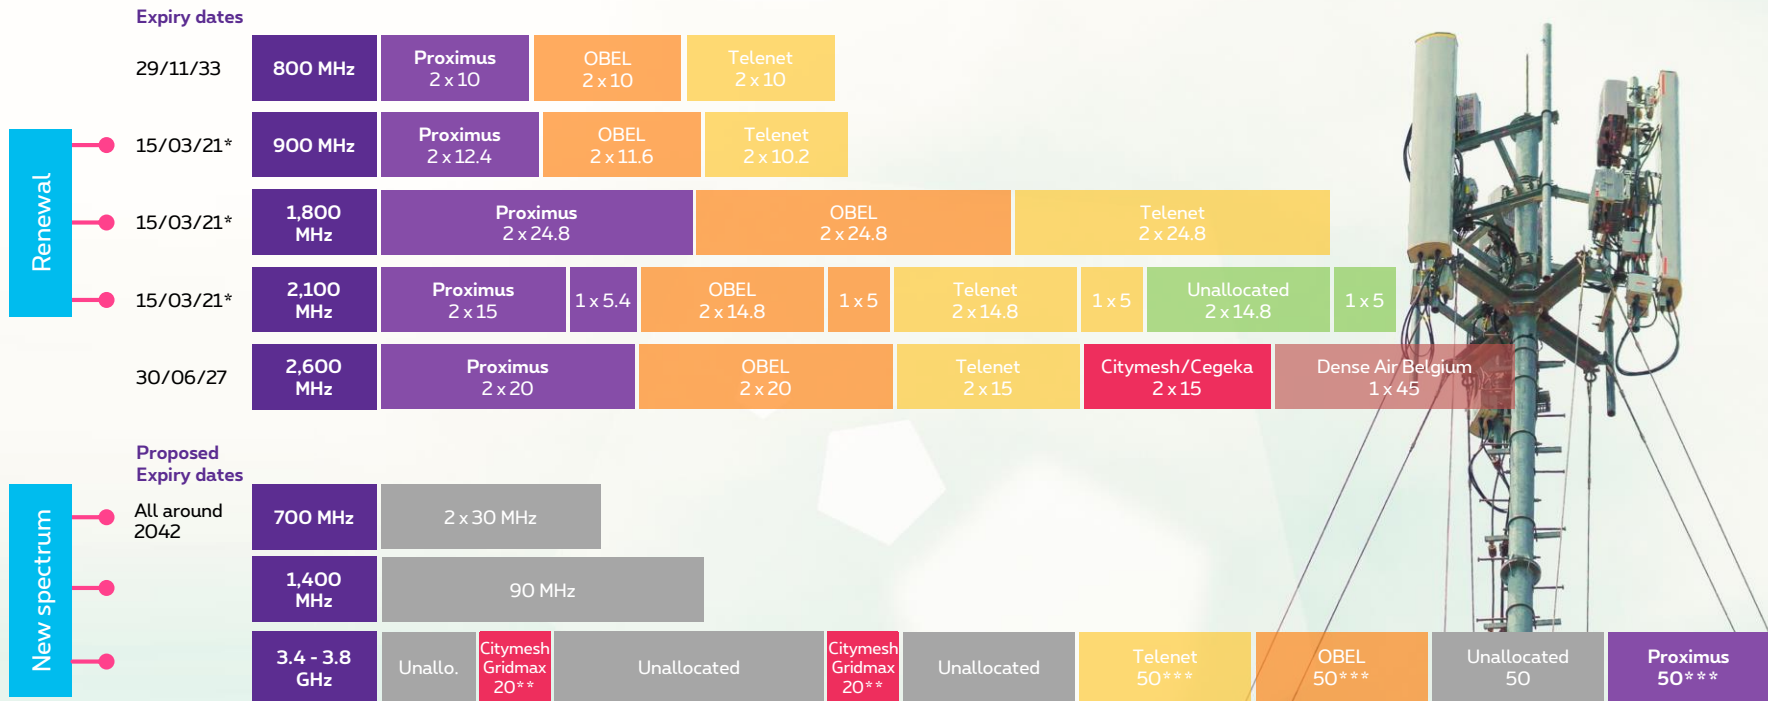 Expiry dates
29/11/33
800 MHz
Proximus
2 x 10
OBEL
2 x 10
Telenet
2 x 10
Renewal
15/03/21*
900 MHz
Proximus
2 x 12.4
OBEL
2 x 11.6
Telenet
2 x 10.2
15/03/21*
1,800
MHz
Proximus
2 x 24.8
OBEL
2 x 24.8
Telenet
2 x 24.8
15/03/21*
2,100
MHz
Proximus
2 x 15
1 x 5.4
OBEL
2 x 14.8
1 x 5
Telenet
2 x 14.8
1 x 5
Unallocated
2 x 14.8
1 x 5
30/06/27
2,600
MHz
Proximus
2 x 20
OBEL
2 x 20
Telenet
2 x 15
Citymesh/Cegeka
2 x 15
Dense Air Belgium
1 x 45
Proposed
Expiry dates
New spectrum
All around
2042
700 MHz
2 x 30 MHz
1,400
MHz
90 MHz
3.4 - 3.8
GHz
Unallo.
Citymesh
Gridmax
20**
Unallocated
Citymesh
Gridmax
20**
Unallocated
Telenet
50***
OBEL
50***
Unallocated
50
Proximus
50***